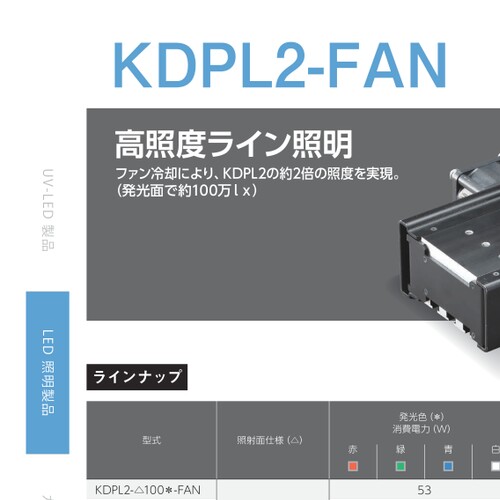 KDPL2-FAN
高照度ライン照明
ファン冷却により、KDPL2の約2倍の照度を実現。
（発光面で約100万ｌｘ）
UV-LED 製品
LED 照明製品
ラインナップ
型式
照射面仕様（△）
発光色（＊）
消費電力（W）
赤 緑 青 白
KDPL2-△100＊-FAN 53